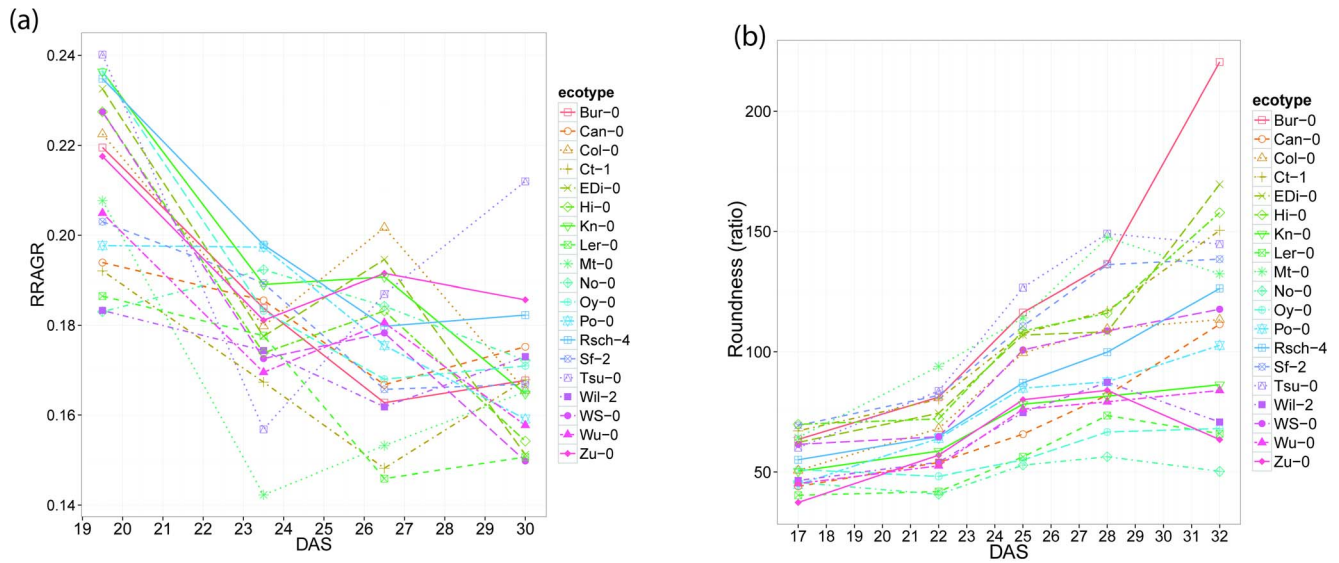 (a)
RRAGR
0.24
0.22
0.20
0.18
0.16
0.14
19 20 21 22 23 24 25 26 27 28 29 30
DAS
ecotype
Bur−0
Can−0
Col−0
Ct−1
EDi−0
Hi−0
Kn−0
Ler−0
Mt−0
No−0
Oy−0
Po−0
Rsch−4
Sf−2
Tsu−0
Wil−2
WS−0
Wu−0
Zu−0
(b)
Roundness (ratio)
200
150
100
50
17 18 19 20 21 22 23 24 25 26 27 28 29 30 31 32
DAS
ecotype
Bur−0
Can−0
Col−0
Ct−1
EDi−0
Hi−0
Kn−0
Ler−0
Mt−0
No−0
Oy−0
Po−0
Rsch−4
Sf−2
Tsu−0
Wil−2
WS−0
Wu−0
Zu−0